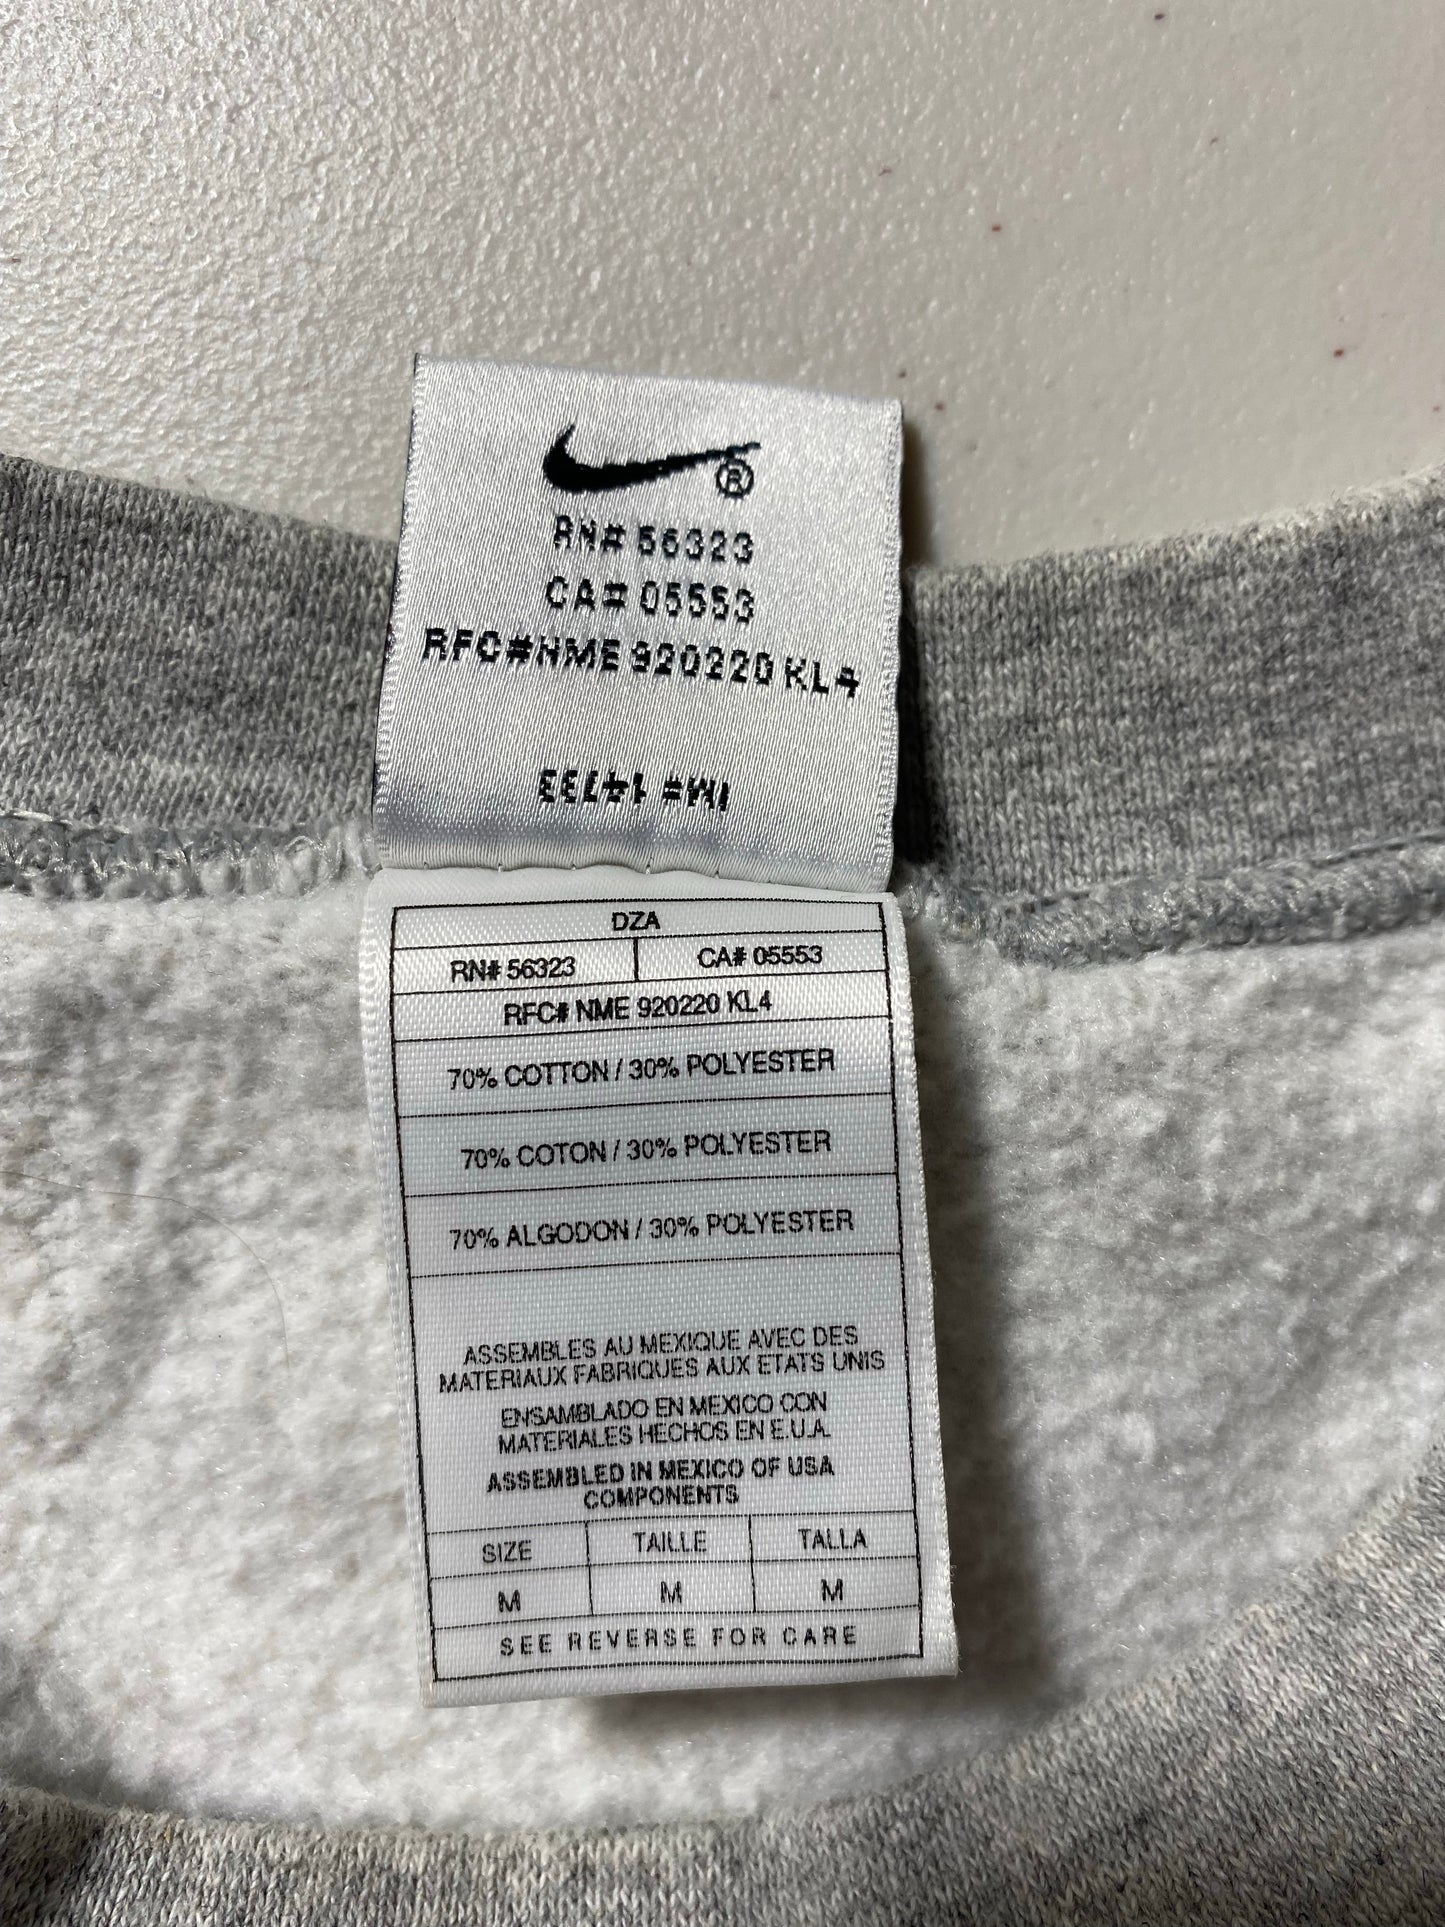 ®
RN# 56323
CA# 05553
RFC#NME 920220 KL4
IM# 14733
DZA
RN# 56323 CA# 05553
RFC# NME 920220 KL4
70% COTTON / 30% POLYESTER
70% COTON / 30% POLYESTER
70% ALGODON / 30% POLYESTER
ASSEMBLES AU MEXIQUE AVEC DES
MATERIAUX FABRIQUES AUX ETATS UNIS
ENSAMBLADO EN MEXICO CON
MATERIALES HECHOS EN E.U.A.
ASSEMBLED IN MEXICO OF USA
COMPONENTS
SIZE TAILLE TALLA
M M M
SEE REVERSE FOR CARE